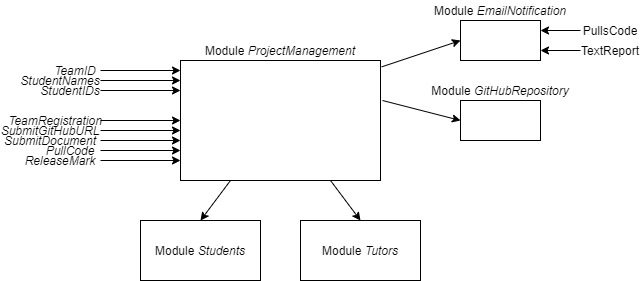 Module EmailNotification
PullsCode
TextReport
Module ProjectManagement
TeamID
StudentNames
StudentIDs
Module GitHubRepository
TeamRegistration
SubmitGitHubURL
SubmitDocument
PullCode
ReleaseMark
Module Students
Module Tutors